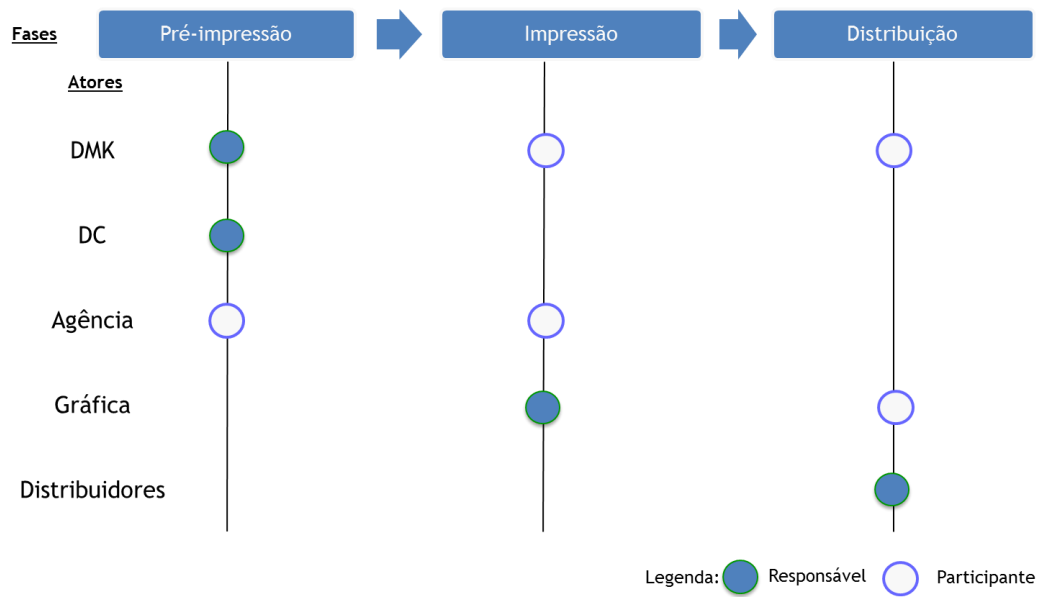 Fases
Pré-impressão
Impressão
Distribuição
Atores
DMK
DC
Agência
Gráfica
Distribuidores
Legenda: Responsável Participante